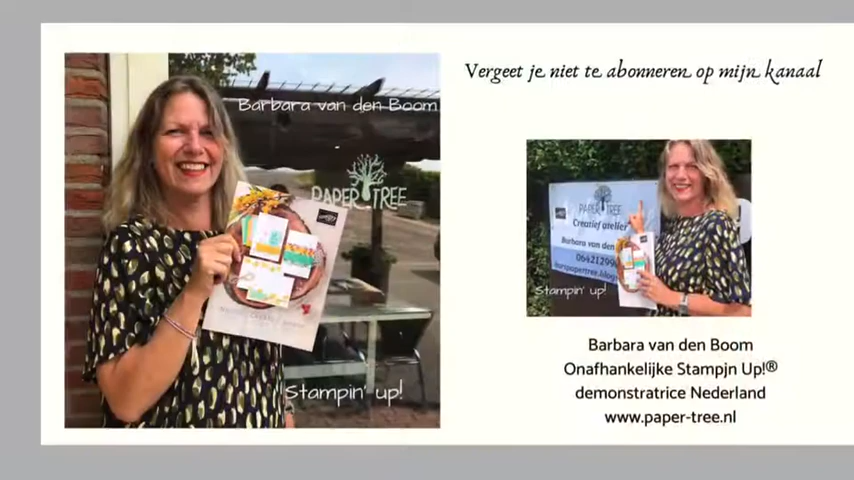 Vergeet je niet te abonneren op mijn kanaal
Barbara van den Boom
PAPER TREE
Stampin' up!
PAPER TREE
Creatief atelier
Barbara van den
Stampin' up!
Barbara van den Boom
Onafhankelijke Stampjn Up!®
demonstratrice Nederland
www.paper-tree.nl